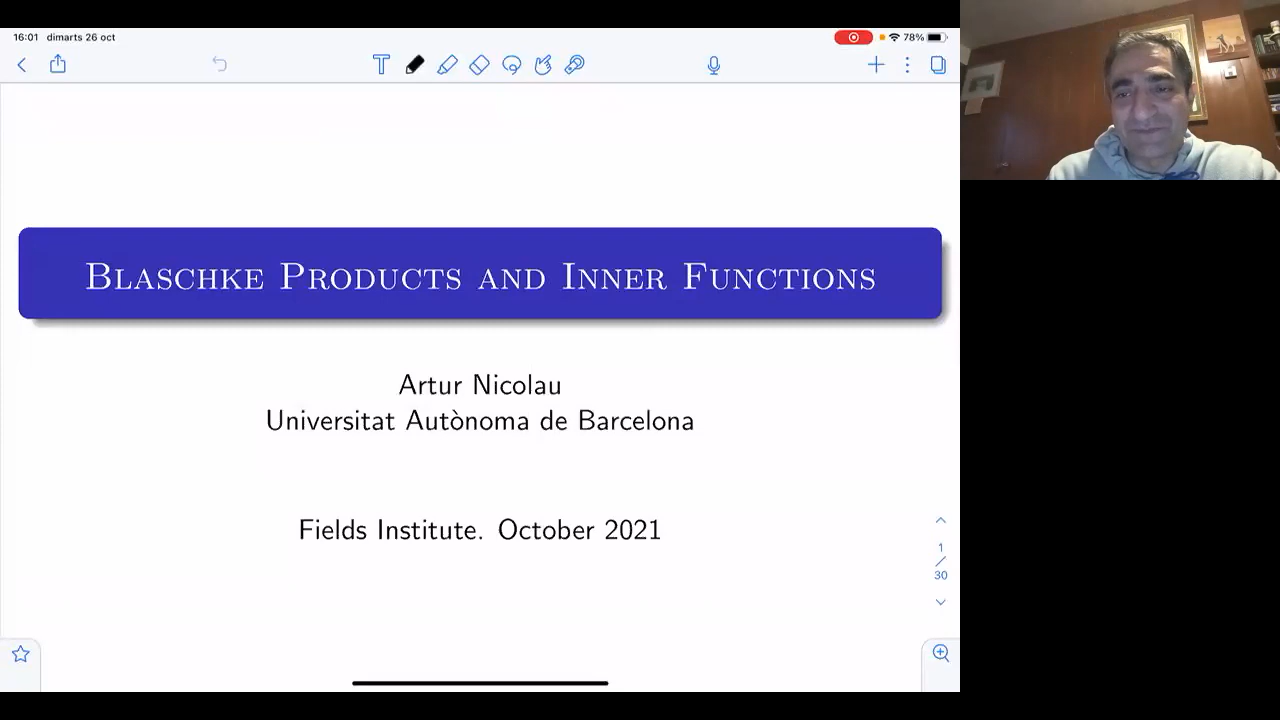 16:01 dimarts 26 oct
78%
T
BLASCHKE PRODUCTS AND INNER FUNCTIONS
Artur Nicolau
Universitat Autònoma de Barcelona
Fields Institute. October 2021
1
/
30